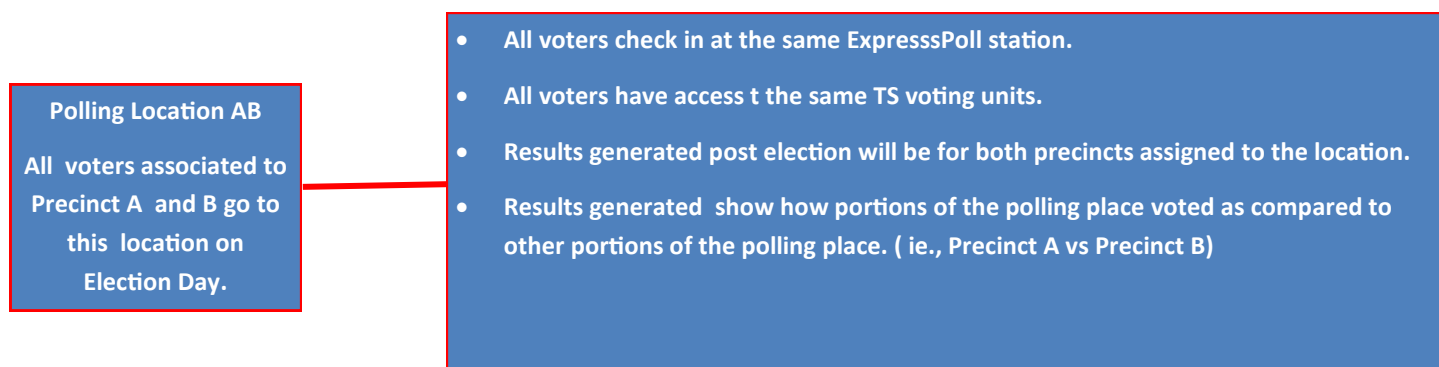 Polling Location AB
All voters associated to
Precinct A and B go to
this location on
Election Day.
• All voters check in at the same ExpresssPoll station.
• All voters have access t the same TS voting units.
• Results generated post election will be for both precincts assigned to the location.
• Results generated show how portions of the polling place voted as compared to
other portions of the polling place. ( ie., Precinct A vs Precinct B)